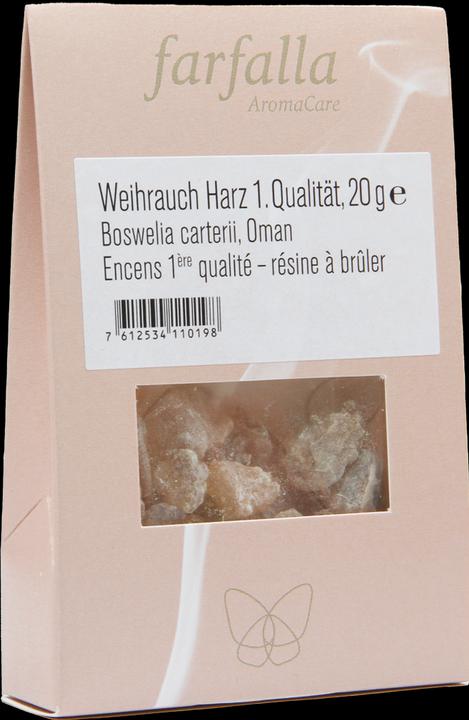 farfalla
AromaCare
Weihrauch Harz 1. Qualität, 20 g e
Boswelia carterii, Oman
Encens 1ère qualité – résine à brûler
7 612534 110198